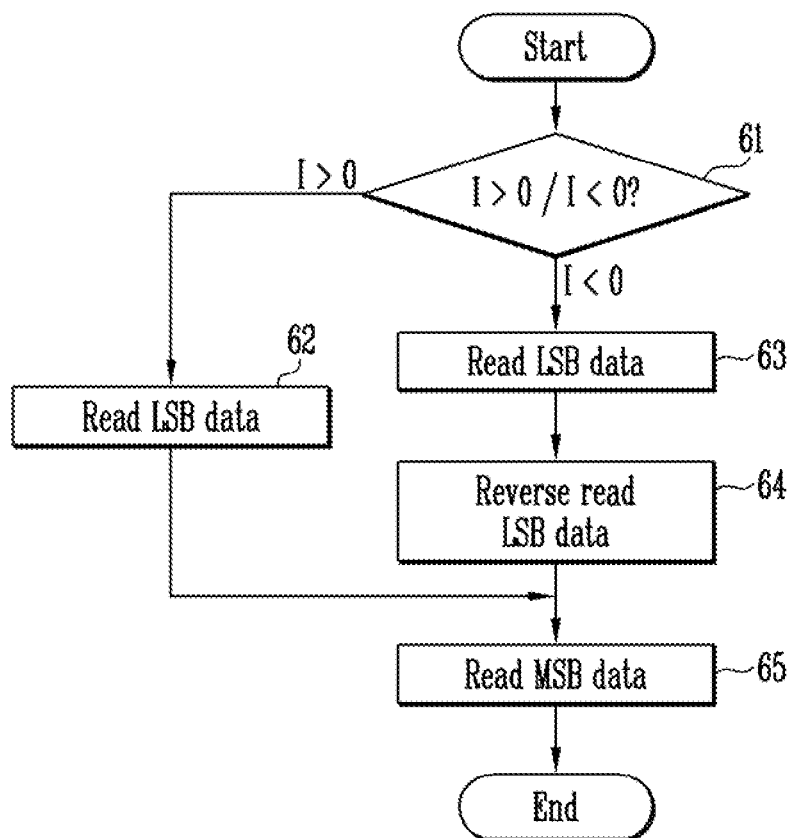 Start
61
I > 0
I > 0 / I < 0?
I < 0
62
Read LSB data
63
Read LSB data
Reverse read
LSB data
64
Read MSB data
65
End